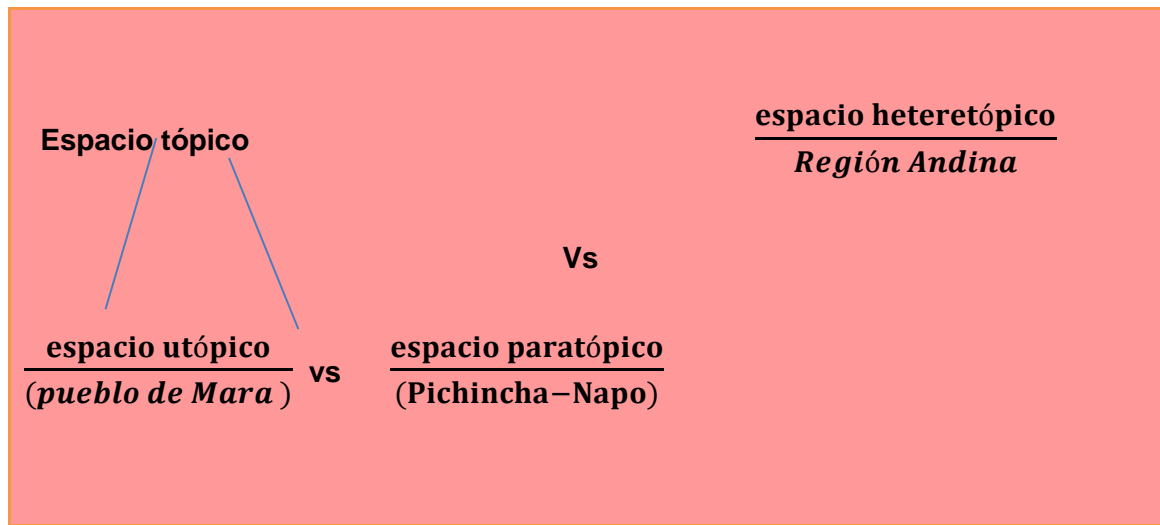 Espacio tópico
espacio heteretópico
Región Andina
Vs
espacio utópico
(pueblo de Mara )
vs
espacio paratópico
(Pichincha−Napo)